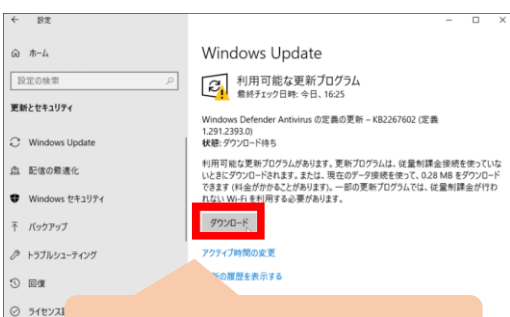 設定
ホーム
設定の検索
更新とセキュリティ
Windows Update
配信の最適化
Windows セキュリティ
バックアップ
トラブルシューティング
回復
Windows Update
利用可能な更新プログラム
最終チェック日時: 今日、16:25
Windows Defender Antivirus の定義の更新 – KB2267602 (定義
1.291.2393.0)
状態: ダウンロード待ち
利用可能な更新プログラムがあります。更新プログラムは、従量制課金接続を使っていな
いときにダウンロードされます。または、現在のデータ接続を使って、0.28 MB をダウンロード
できます (料金がかかることがあります)。一部の更新プログラムでは、従量制課金が行わ
れない Wi-Fi を利用する必要があります。
ダウンロード
アクティブ時間の変更
の履歴を表示する